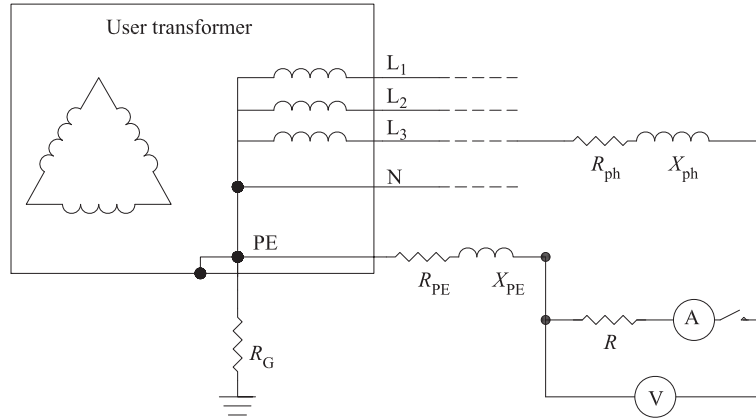 User transformer
L1
L2
L3
Rph
Xph
N
PE
RPE
XPE
A
R
RG
V